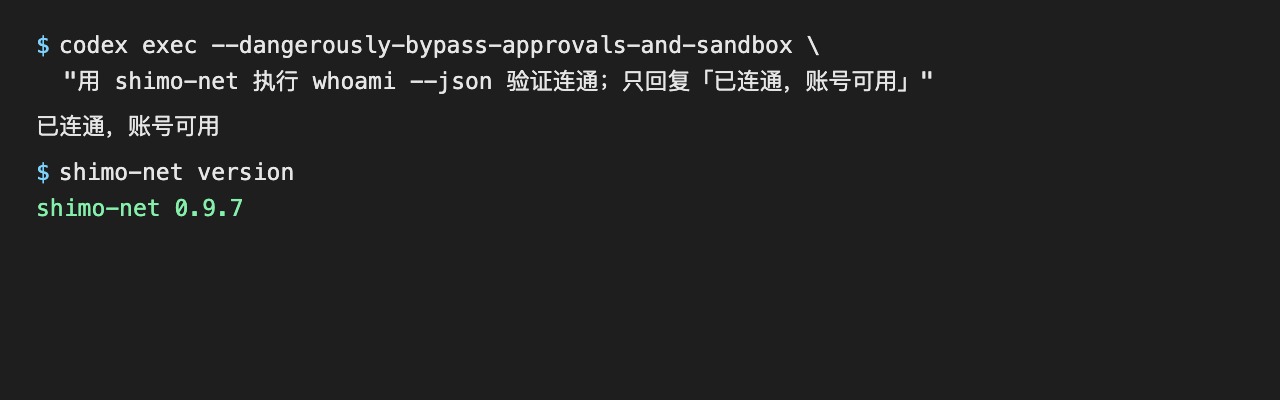 $ codex exec --dangerously-bypass-approvals-and-sandbox \
"用 shimo-net 执行 whoami --json 验证连通；只回复「已连通，账号可用」"
已连通，账号可用
$ shimo-net version
shimo-net 0.9.7